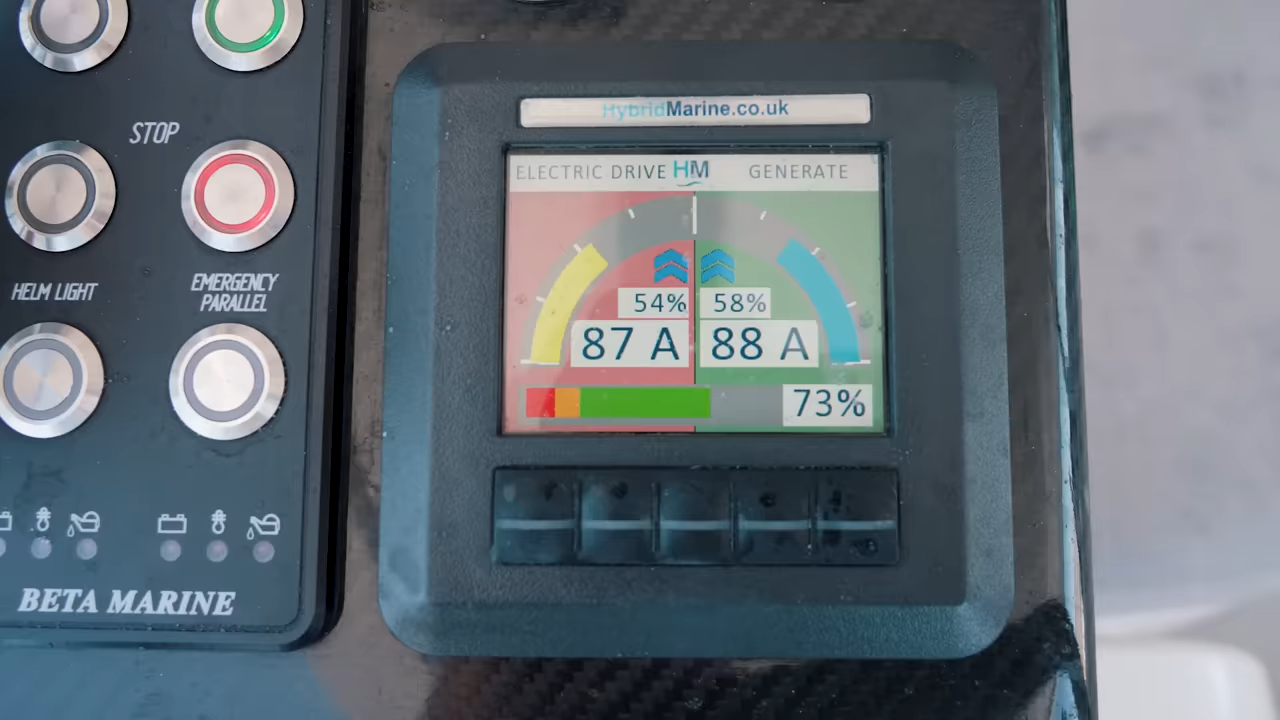 STOP
HELM LIGHT
EMERGENCY
PARALLEL
BETA MARINE
HybridMarine.co.uk
ELECTRIC DRIVE HM GENERATE
54% 58%
87 A 88 A
73%